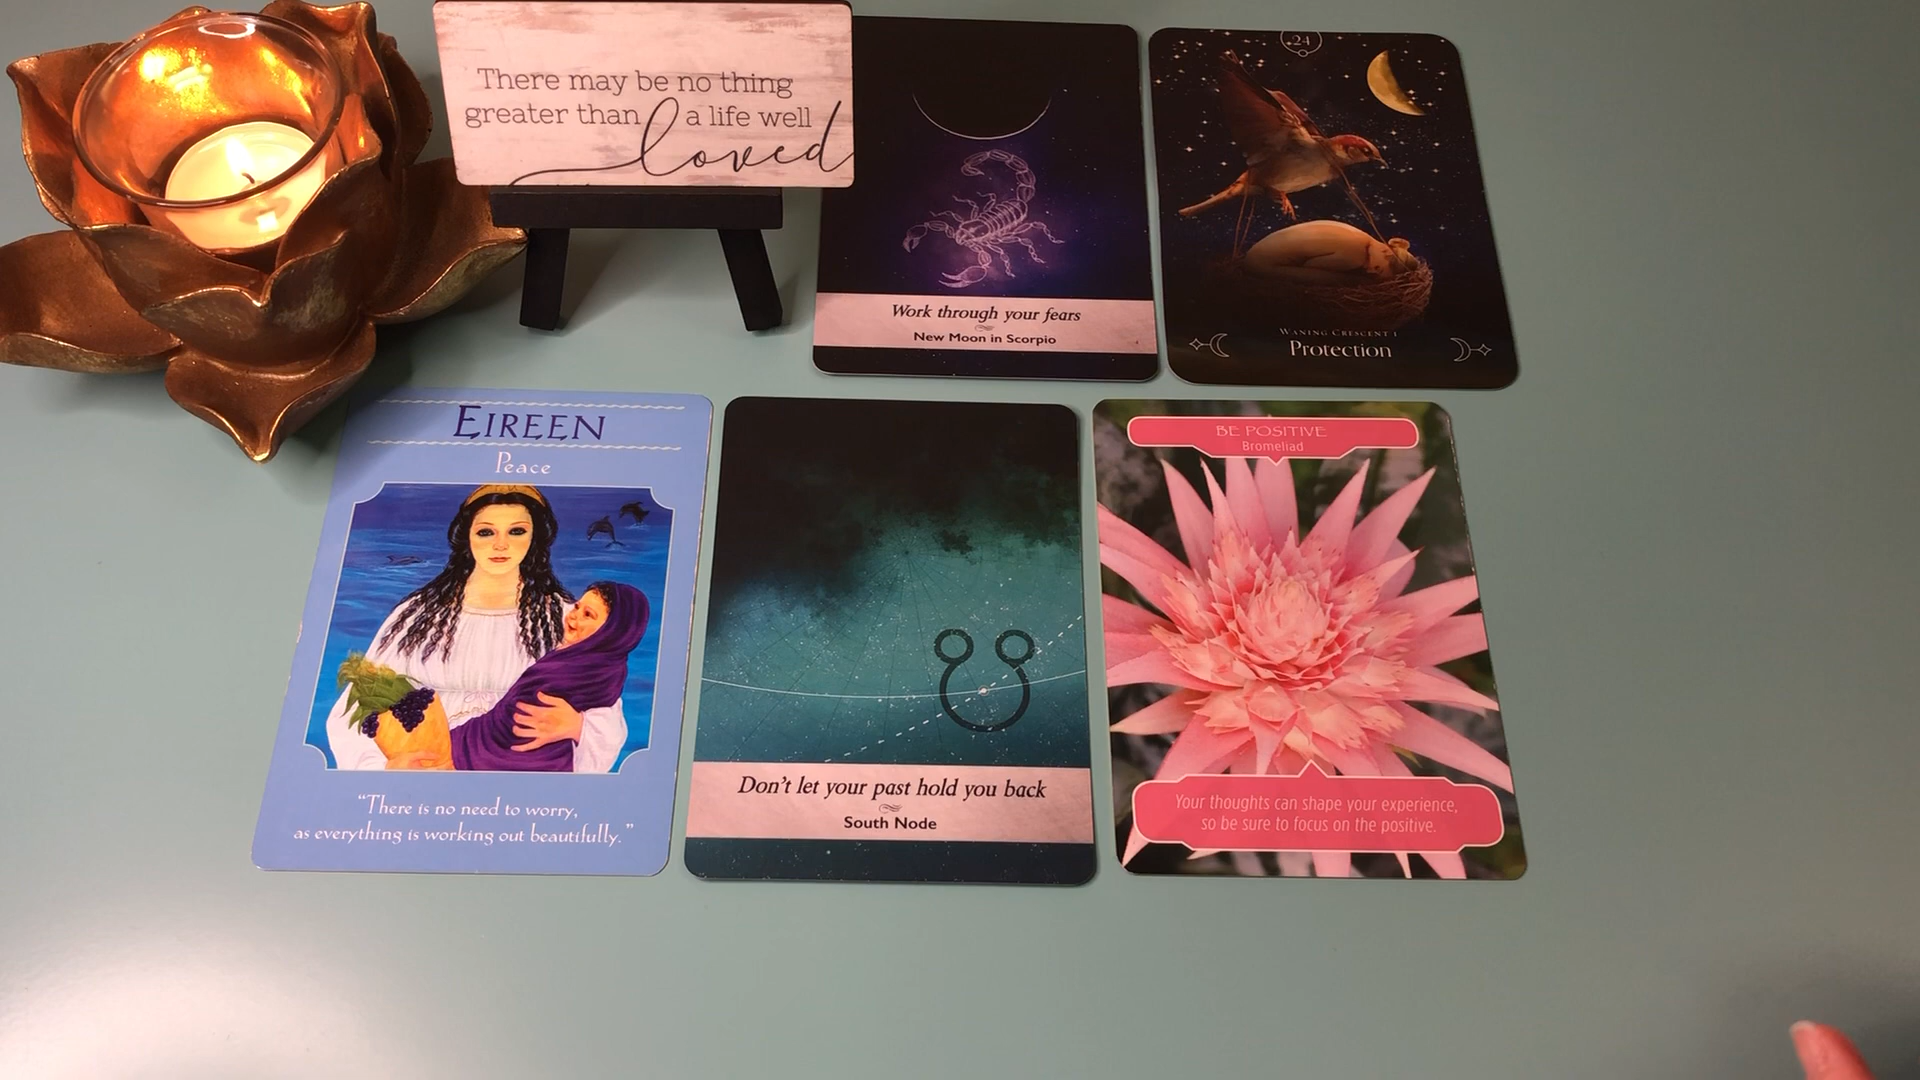 There may be no thing
greater than a life well
loved
Work through your fears
New Moon in Scorpio
24
WANING CRESCENT 1
Protection
EIREEN
Peace
"There is no need to worry,
as everything is working out beautifully."
Don't let your past hold you back
South Node
BE POSITIVE
Bromeliad
Your thoughts can shape your experience,
so be sure to focus on the positive.